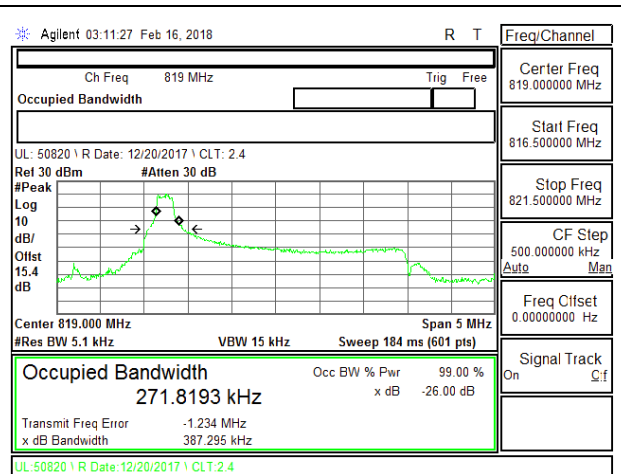 Agilent 03:11:27 Feb 16, 2018 R T
Freq/Channel
Ch Freq 819 MHz Trig Free
Occupied Bandwidth
Center Freq
819.000000 MHz
Start Freq
816.500000 MHz
UL: 50820 \ R Date: 12/20/2017 \ CLT: 2.4
Ref 30 dBm #Atten 30 dB
#Peak
Log
10
dB/
Offst
15.4
dB
Stop Freq
821.500000 MHz
CF Step
500.000000 kHz
Auto Man
Freq Offset
0.00000000 Hz
Center 819.000 MHz Span 5 MHz
#Res BW 5.1 kHz VBW 15 kHz Sweep 184 ms (601 pts)
Signal Track
On Off
Occupied Bandwidth Occ BW % Pwr 99.00 %
271.8193 kHz x dB -26.00 dB
Transmit Freq Error -1.234 MHz
x dB Bandwidth 387.295 kHz
UL:50820 \ R Date:12/20/2017 \ CLT:2.4